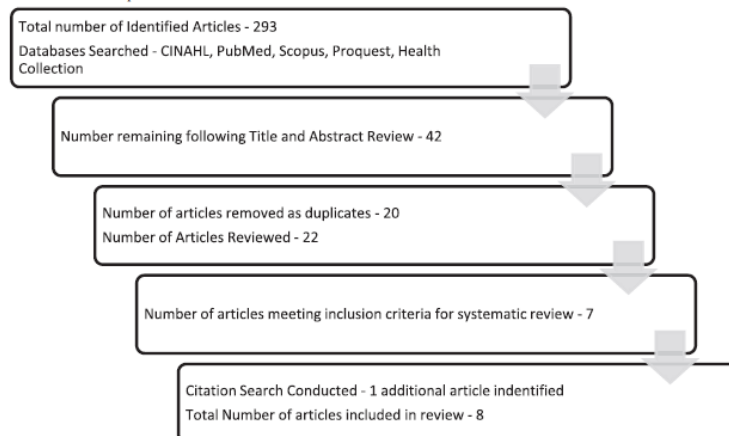 Total number of Identified Articles - 293
Databases Searched - CINAHL, PubMed, Scopus, Proquest, Health
Collection
Number remaining following Title and Abstract Review - 42
Number of articles removed as duplicates - 20
Number of Articles Reviewed - 22
Number of articles meeting inclusion criteria for systematic review - 7
Citation Search Conducted - 1 additional article indentified
Total Number of articles included in review - 8